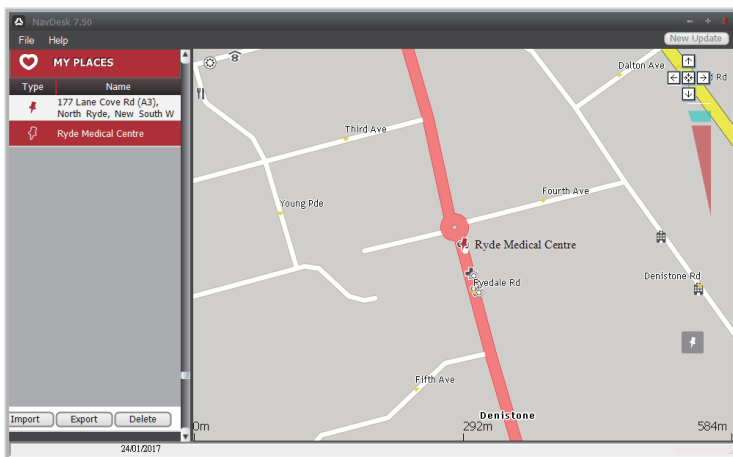 NavDesk 7.50
File Help
New Update
MY PLACES
Type Name
177 Lane Cove Rd (A3),
North Ryde, New South W
Ryde Medical Centre
Import Export Delete
24/01/2017
Dalton Ave
Rd
Third Ave
Fourth Ave
Young Pde
Ryde Medical Centre
Ryedale Rd
Denistone Rd
Fifth Ave
Denistone
0m 292m 584m